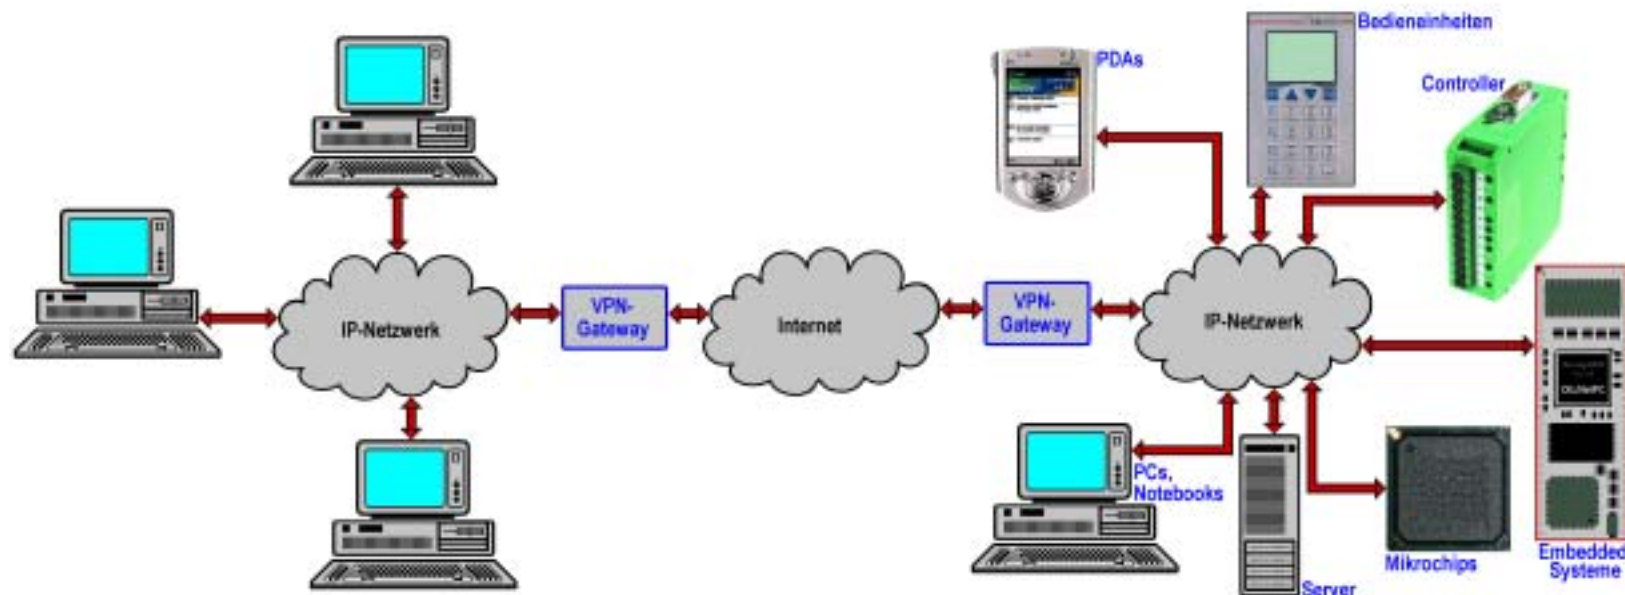 Bedieneinheiten
PDAs
Controller
VPN-
Gateway
VPN-
Gateway
IP-Netzwerk
Internet
IP-Netzwerk
PCs,
Notebooks
Mikrochips
Embedded
Systeme
Server